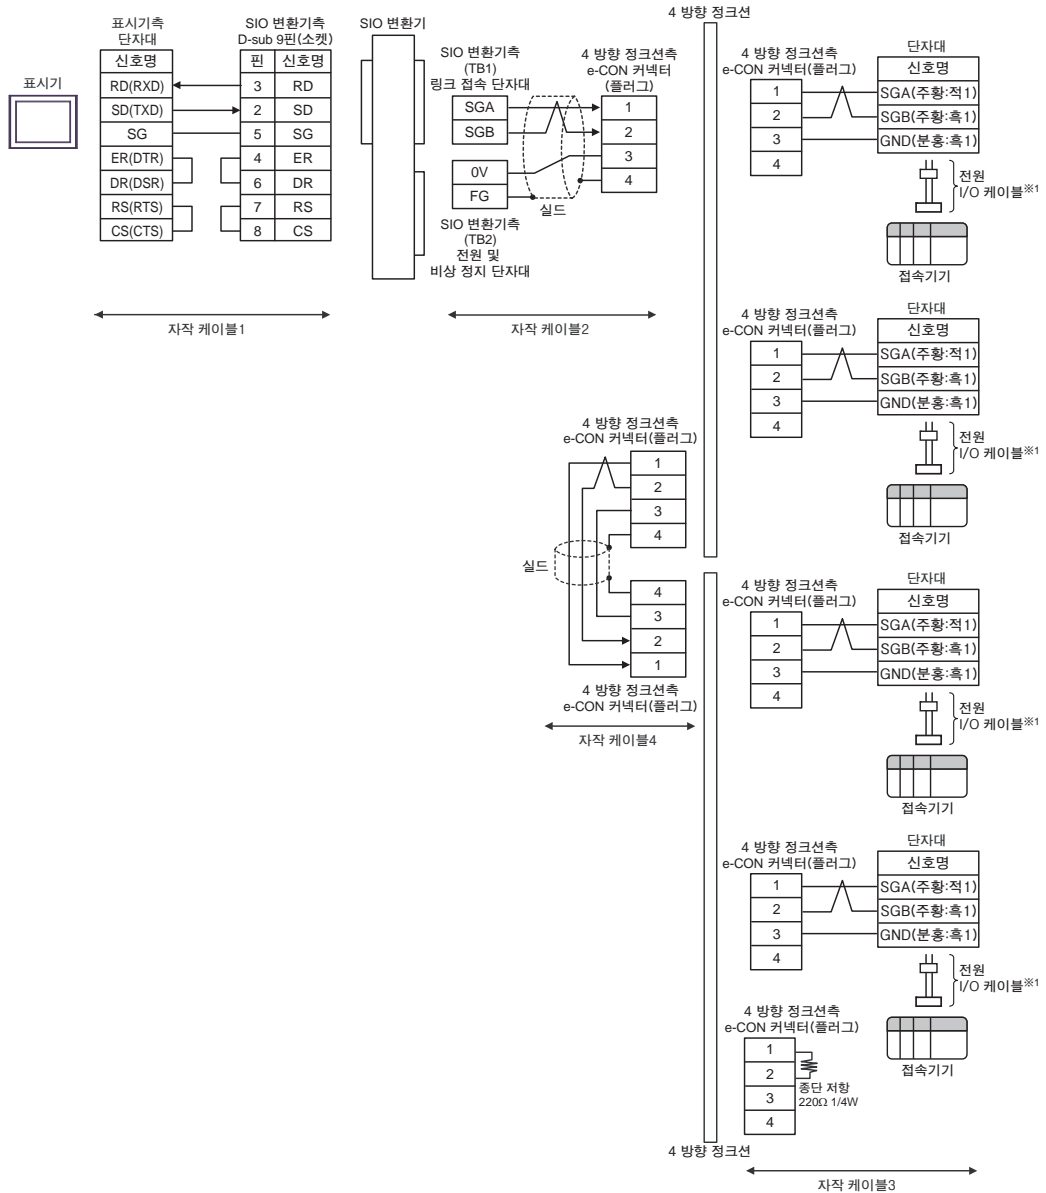 표시기
표시기측
단자대
신호명
RD(RXD)
SD(TXD)
SG
ER(DTR)
DR(DSR)
RS(RTS)
CS(CTS)
SIO 변환기측
D-sub 9핀(소켓)
핀 신호명
3 RD
2 SD
5 SG
4 ER
6 DR
7 RS
8 CS
자작 케이블1
SIO 변환기
SIO 변환기측
(TB1)
링크 접속 단자대
SGA
SGB
0V
FG
SIO 변환기측
(TB2)
전원 및
비상 정지 단자대
실드
4 방향 정크션측
e-CON 커넥터
(플러그)
1
2
3
4
자작 케이블2
4 방향 정크션
4 방향 정크션측
e-CON 커넥터(플러그)
1
2
3
4
단자대
신호명
SGA(주황:적1)
SGB(주황:흑1)
GND(분홍:흑1)
전원
I/O 케이블※1
접속기기
4 방향 정크션측
e-CON 커넥터(플러그)
1
2
3
4
단자대
신호명
SGA(주황:적1)
SGB(주황:흑1)
GND(분홍:흑1)
전원
I/O 케이블※1
접속기기
4 방향 정크션측
e-CON 커넥터(플러그)
1
2
3
4
실드
4
3
2
1
4 방향 정크션측
e-CON 커넥터(플러그)
자작 케이블4
4 방향 정크션측
e-CON 커넥터(플러그)
1
2
3
4
단자대
신호명
SGA(주황:적1)
SGB(주황:흑1)
GND(분홍:흑1)
전원
I/O 케이블※1
접속기기
4 방향 정크션측
e-CON 커넥터(플러그)
1
2
3
4
단자대
신호명
SGA(주황:적1)
SGB(주황:흑1)
GND(분홍:흑1)
전원
I/O 케이블※1
접속기기
4 방향 정크션측
e-CON 커넥터(플러그)
1
2
3
4
종단 저항
220Ω 1/4W
4 방향 정크션
자작 케이블3